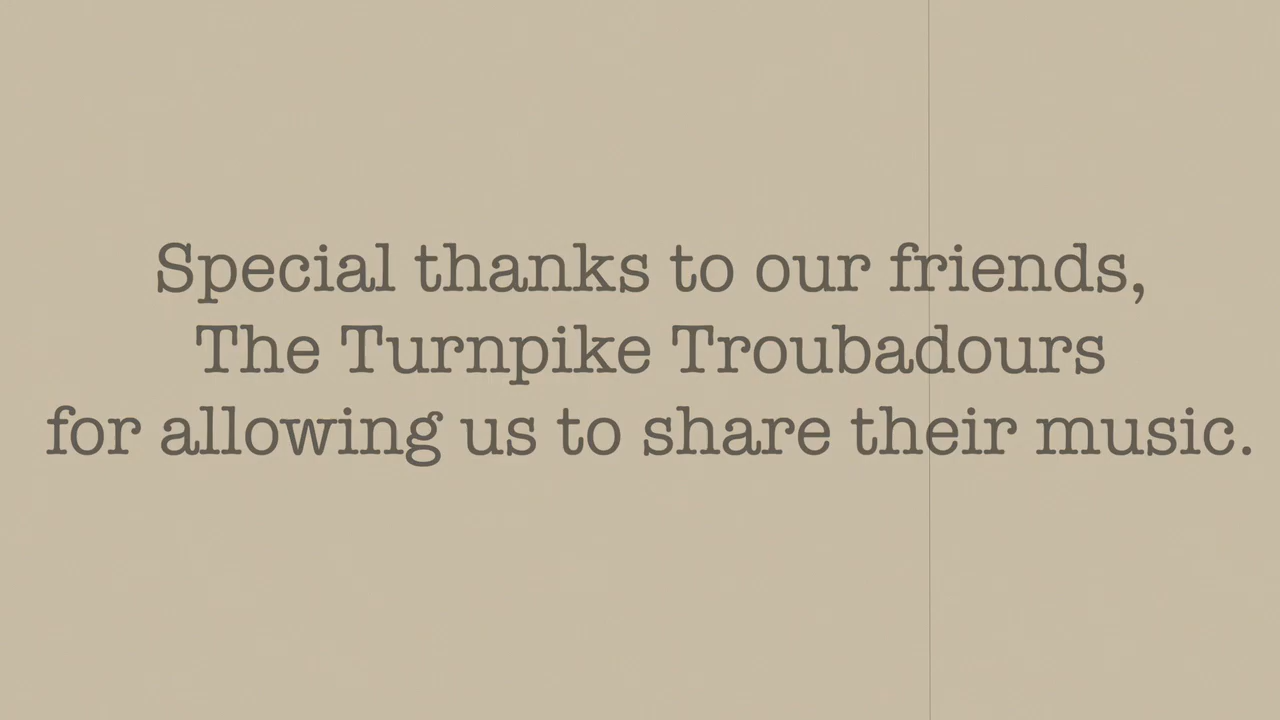 Special thanks to our friends,
The Turnpike Troubadours
for allowing us to share their music.